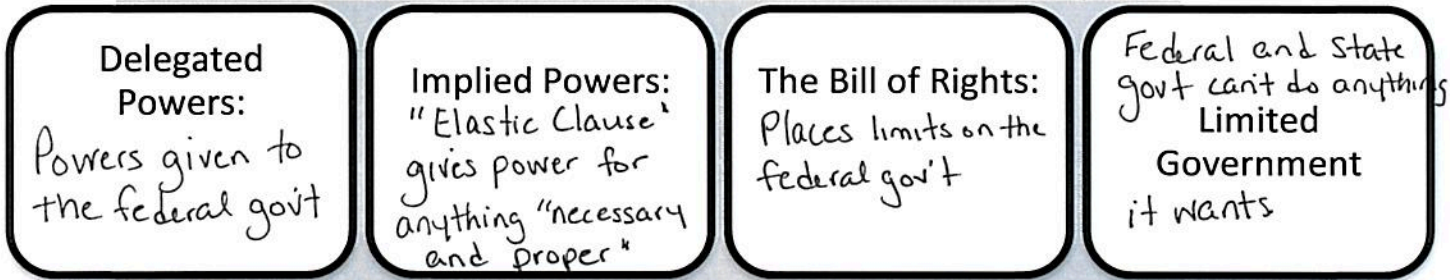 Delegated
Powers:
Powers given to
the federal gov't
Implied Powers:
"Elastic Clause"
gives power for
anything "necessary
and proper"
The Bill of Rights:
Places limits on the
federal gov't
Federal and State
gov't can't do anything
Limited
Government
it wants